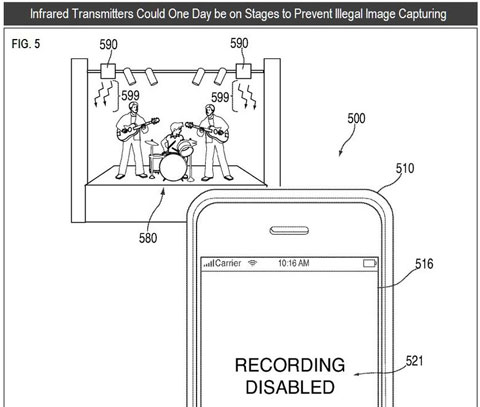 Infrared Transmitters Could One Day be on Stages to Prevent Illegal Image Capturing
FIG. 5
590
590
599
599
500
510
580
Carrier
10:16 AM
516
RECORDING
DISABLED
521